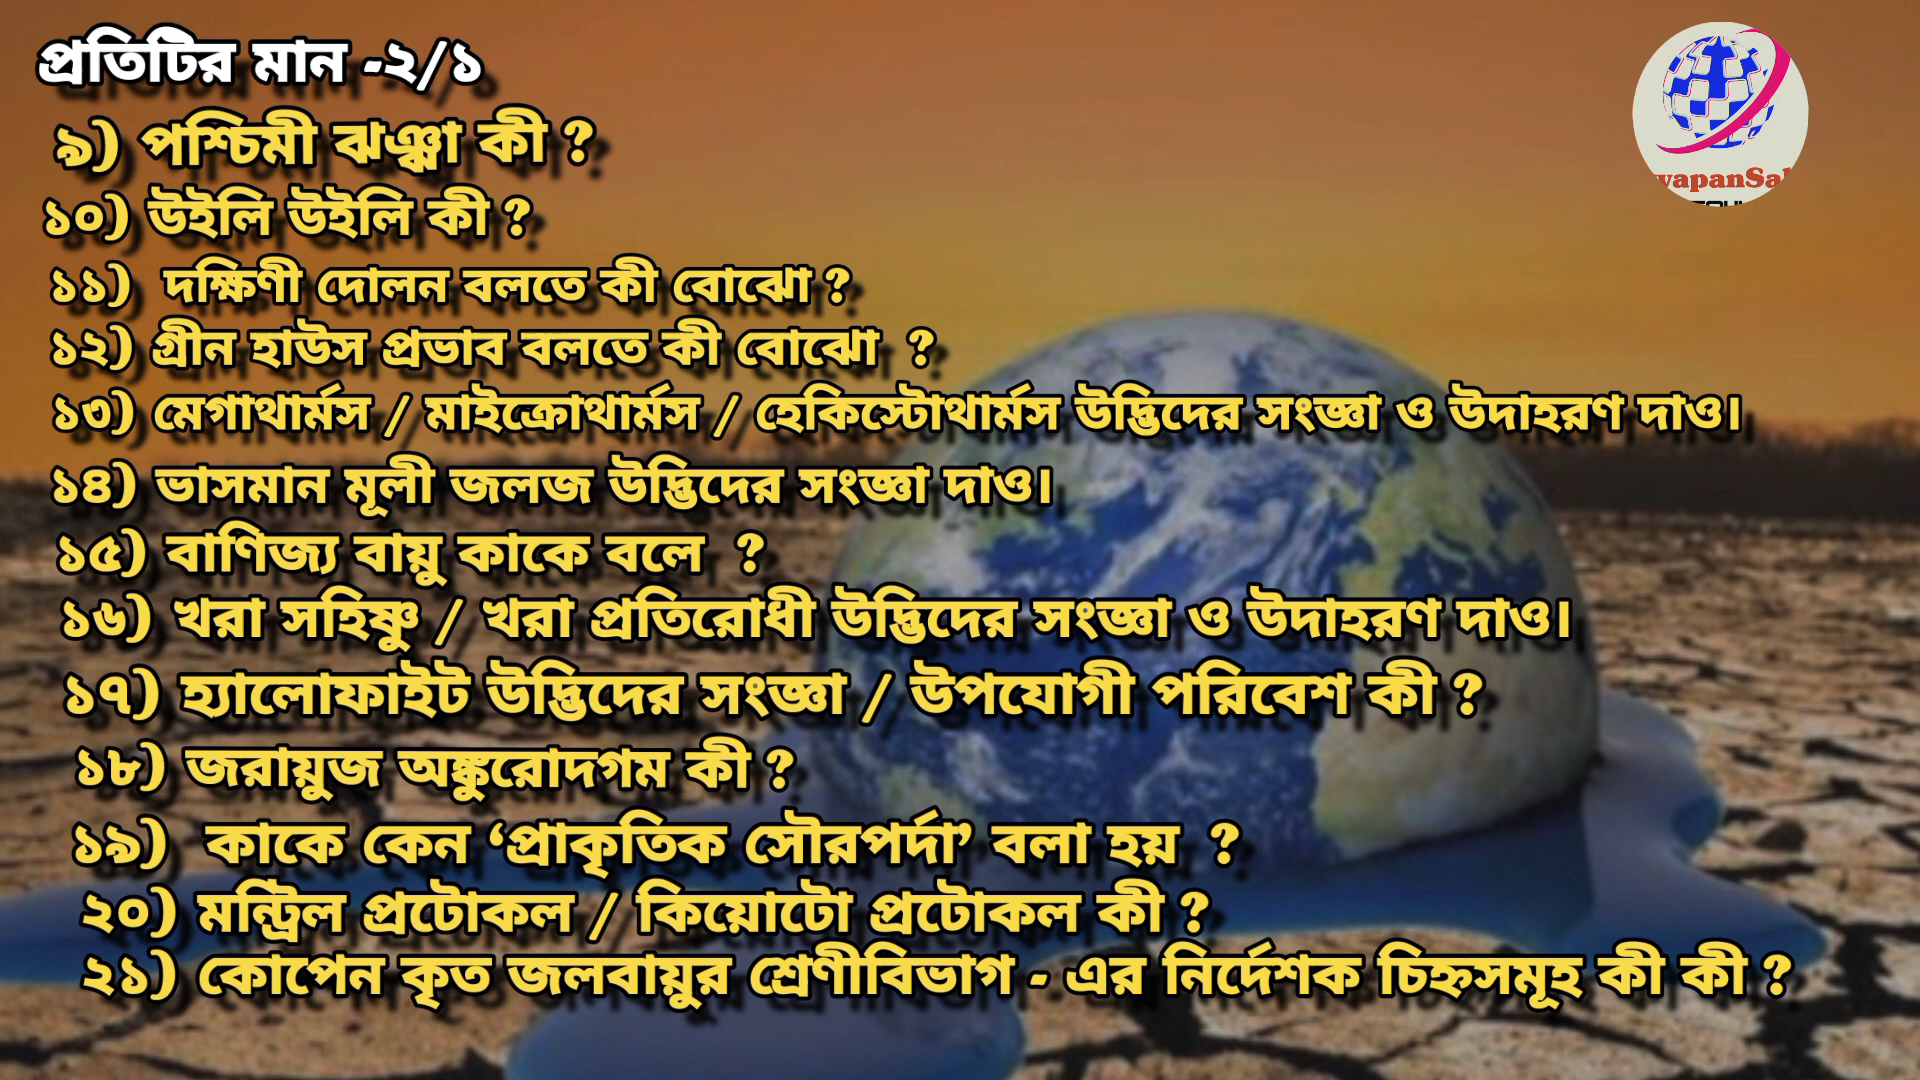 প্রতিটির মান -২/১
৯) পশ্চিমী ঝঞ্ঝা কী ?
১০) উইলি উইলি কী ?
১১) দক্ষিণী দোলন বলতে কী বোঝো ?
১২) গ্রীন হাউস প্রভাব বলতে কী বোঝো ?
১৩) মেগাথার্মস / মাইক্রোথার্মস / হেকিস্টোথার্মস উদ্ভিদের সংজ্ঞা ও উদাহরণ দাও।
১৪) ভাসমান মূলী জলজ উদ্ভিদের সংজ্ঞা দাও।
১৫) বাণিজ্য বায়ু কাকে বলে ?
১৬) খরা সহিষ্ণু / খরা প্রতিরোধী উদ্ভিদের সংজ্ঞা ও উদাহরণ দাও।
১৭) হ্যালোফাইট উদ্ভিদের সংজ্ঞা / উপযোগী পরিবেশ কী ?
১৮) জরায়ুজ অঙ্কুরোদগম কী ?
১৯) কাকে কেন ‘প্রাকৃতিক সৌরপর্দা’ বলা হয় ?
২০) মন্ট্রিল প্রটোকল / কিয়োটো প্রটোকল কী ?
২১) কোপেন কৃত জলবায়ুর শ্রেণীবিভাগ - এর নির্দেশক চিহ্নসমূহ কী কী ?
wapanSa